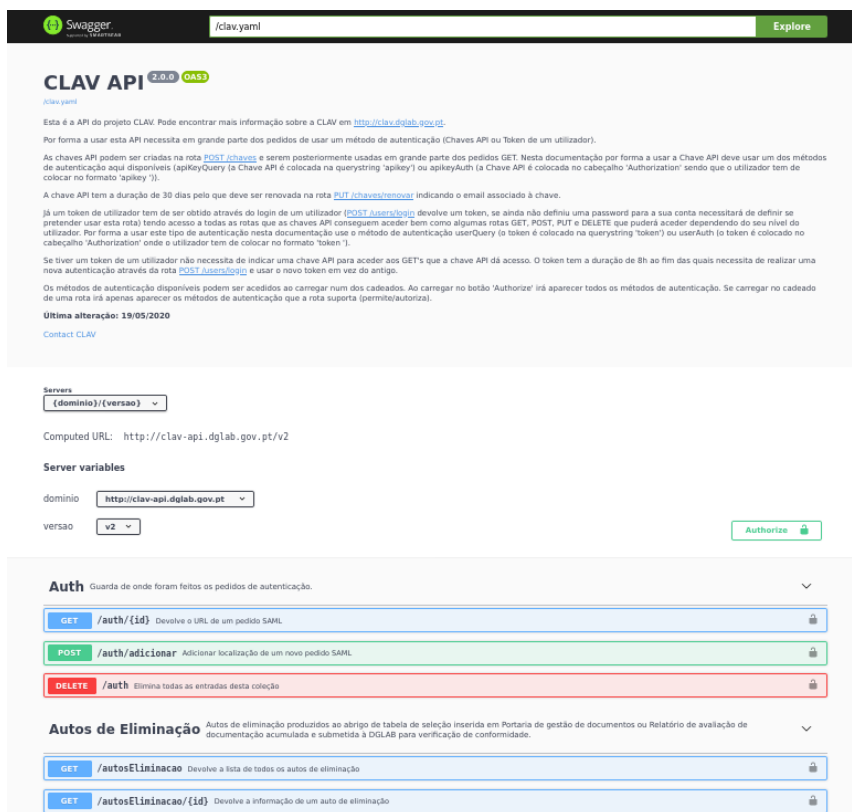 Swagger.
Supported by SMARTBEAR
/clav.yaml
Explore
CLAV API 2.0.0 OAS3
/clav.yaml
Esta é a API do projeto CLAV. Pode encontrar mais informação sobre a CLAV em http://clav.dglab.gov.pt.
Por forma a usar esta API necessita em grande parte dos pedidos de usar um método de autenticação (Chaves API ou Token de um utilizador).
As chaves API podem ser criadas na rota POST /chaves e serem posteriormente usadas em grande parte dos pedidos GET. Nesta documentação por forma a usar a Chave API deve usar um dos métodos
de autenticação aqui disponíveis (apiKeyQuery (a Chave API é colocada na querystring 'apikey') ou apikeyAuth (a Chave API é colocada no cabeçalho 'Authorization' sendo que o utilizador tem de
colocar no formato 'apikey ')).
A chave API tem a duração de 30 dias pelo que deve ser renovada na rota PUT /chaves/renovar indicando o email associado à chave.
Já um token de utilizador tem de ser obtido através do login de um utilizador (POST /users/login devolve um token, se ainda não definiu uma password para a sua conta necessitará de definir se
pretender usar esta rota) tendo acesso a todas as rotas que as chaves API conseguem aceder bem como algumas rotas GET, POST, PUT e DELETE que puderá aceder dependendo do seu nível do
utilizador. Por forma a usar este tipo de autenticação nesta documentação use o método de autenticação userQuery (o token é colocado na querystring 'token') ou userAuth (o token é colocado no
cabeçalho 'Authorization' onde o utilizador tem de colocar no formato 'token ').
Se tiver um token de um utilizador não necessita de indicar uma chave API para aceder aos GET's que a chave API dá acesso. O token tem a duração de 8h ao fim das quais necessita de realizar uma
nova autenticação através da rota POST /users/login e usar o novo token em vez do antigo.
Os métodos de autenticação disponíveis podem ser acedidos ao carregar num dos cadeados. Ao carregar no botão 'Authorize' irá aparecer todos os métodos de autenticação. Se carregar no cadeado
de uma rota irá apenas aparecer os métodos de autenticação que a rota suporta (permite/autoriza).
Última alteração: 19/05/2020
Contact CLAV
Servers
{dominio}/{versao}
Computed URL: http://clav-api.dglab.gov.pt/v2
Server variables
dominio http://clav-api.dglab.gov.pt
versao v2
Authorize
Auth Guarda de onde foram feitos os pedidos de autenticação.
GET /auth/{id} Devolve o URL de um pedido SAML
POST /auth/adicionar Adicionar localização de um novo pedido SAML
DELETE /auth Elimina todas as entradas desta coleção
Autos de Eliminação Autos de eliminação produzidos ao abrigo de tabela de seleção inserida em Portaria de gestão de documentos ou Relatório de avaliação de
documentação acumulada e submetida à DGLAB para verificação de conformidade.
GET /autosEliminacao Devolve a lista de todos os autos de eliminação
GET /autosEliminacao/{id} Devolve a informação de um auto de eliminação